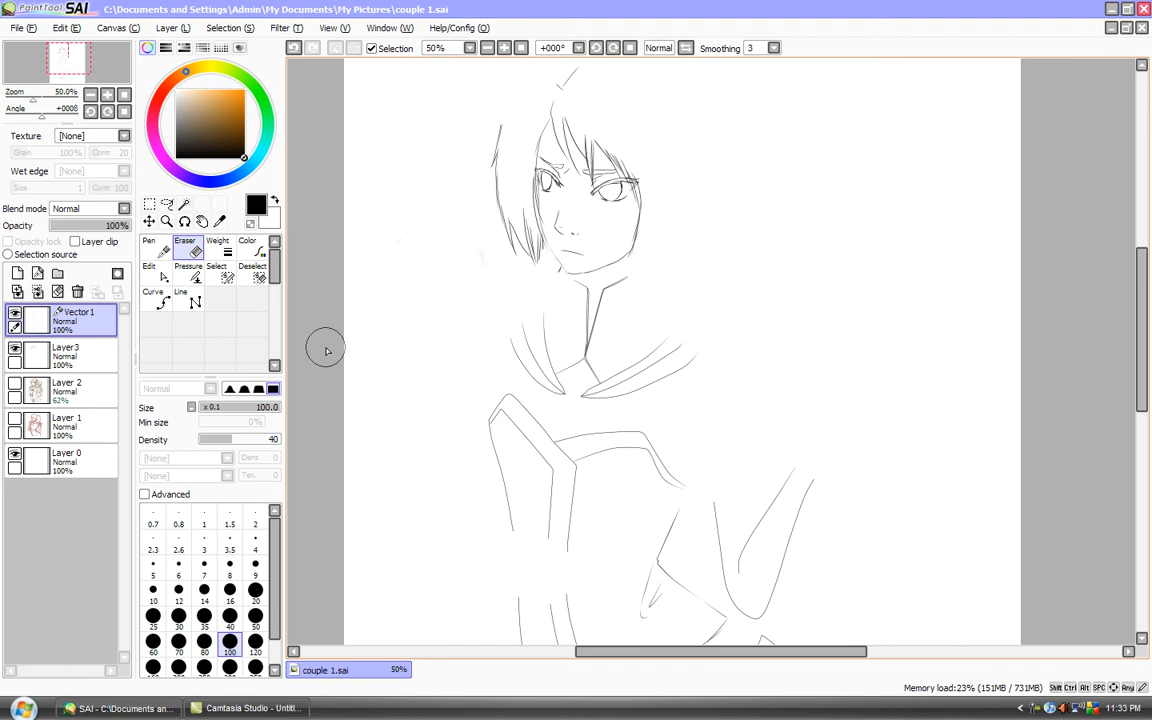 PaintTool SAI C:\Documents and Settings\Admin\My Documents\My Pictures\couple 1.sai
File (F) Edit (E) Canvas (C) Layer (L) Selection (S) Filter (T) View (V) Window (W) Help/Config (O)
Selection 50% +000° Normal Smoothing 3
Zoom 50.0%
Angle
Texture [None]
Grain 100%
Wet edge [None]
Size 1 Contr 100
Blend mode Normal
Opacity 100%
Opacity lock Layer clip
Selection source
Vector1
Normal
100%
Layer3
Normal
100%
Layer 2
Normal
62%
Layer 1
Normal
100%
Layer 0
Normal
100%
Pen Eraser Weight Color
Edit Pressure Select Deselect
Curve Line
Normal
Size x 0.1 100.0
Min size 0%
Density 40
[None] Dens 0
[None] Tex. 0
Advanced
0.7 0.8 1 1.5 2
2.3 2.6 3 3.5 4
5 6 7 8 9
10 12 14 16 20
25 30 35 40 50
60 70 80 100 120
couple 1.sai 50%
Memory load:23% (151MB / 731MB) Shift Ctrl Alt SPC Any
SAI - C:\Documents an... Camtasia Studio - Untitl... 11:33 PM